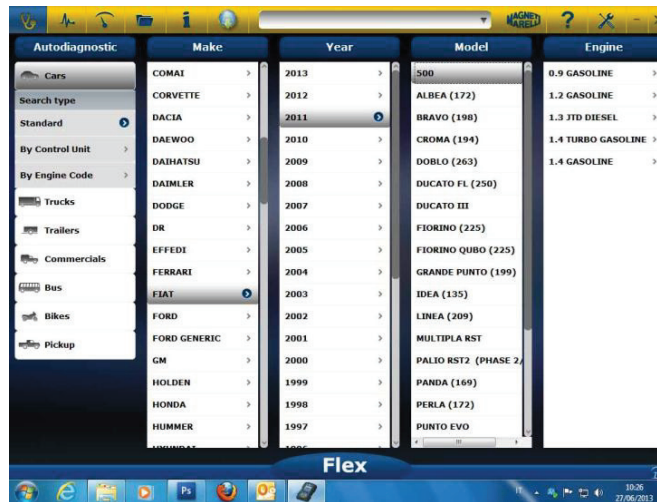 MAGNETI
MARELLI
Autodiagnostic
Cars
Search type
Standard
By Control Unit
By Engine Code
Trucks
Trailers
Commercials
Bus
Bikes
Pickup
Make
COMAI
CORVETTE
DACIA
DAEWOO
DAIHATSU
DAIMLER
DODGE
DR
EFFEDI
FERRARI
FIAT
FORD
FORD GENERIC
GM
HOLDEN
HONDA
HUMMER
HYUNDAI
Year
2013
2012
2011
2010
2009
2008
2007
2006
2005
2004
2003
2002
2001
2000
1999
1998
1997
1996
Model
500
ALBEA (172)
BRAVO (198)
CROMA (194)
DOBLO (263)
DUCATO FL (250)
DUCATO III
FIORINO (225)
FIORINO QUBO (225)
GRANDE PUNTO (199)
IDEA (135)
LINEA (209)
MULTIPLA RST
PALIO RST2 (PHASE 2/
PANDA (169)
PERLA (172)
PUNTO EVO
Engine
0.9 GASOLINE
1.2 GASOLINE
1.3 JTD DIESEL
1.4 TURBO GASOLINE
1.4 GASOLINE
Flex
Ps
IT
10:26
27/06/2013